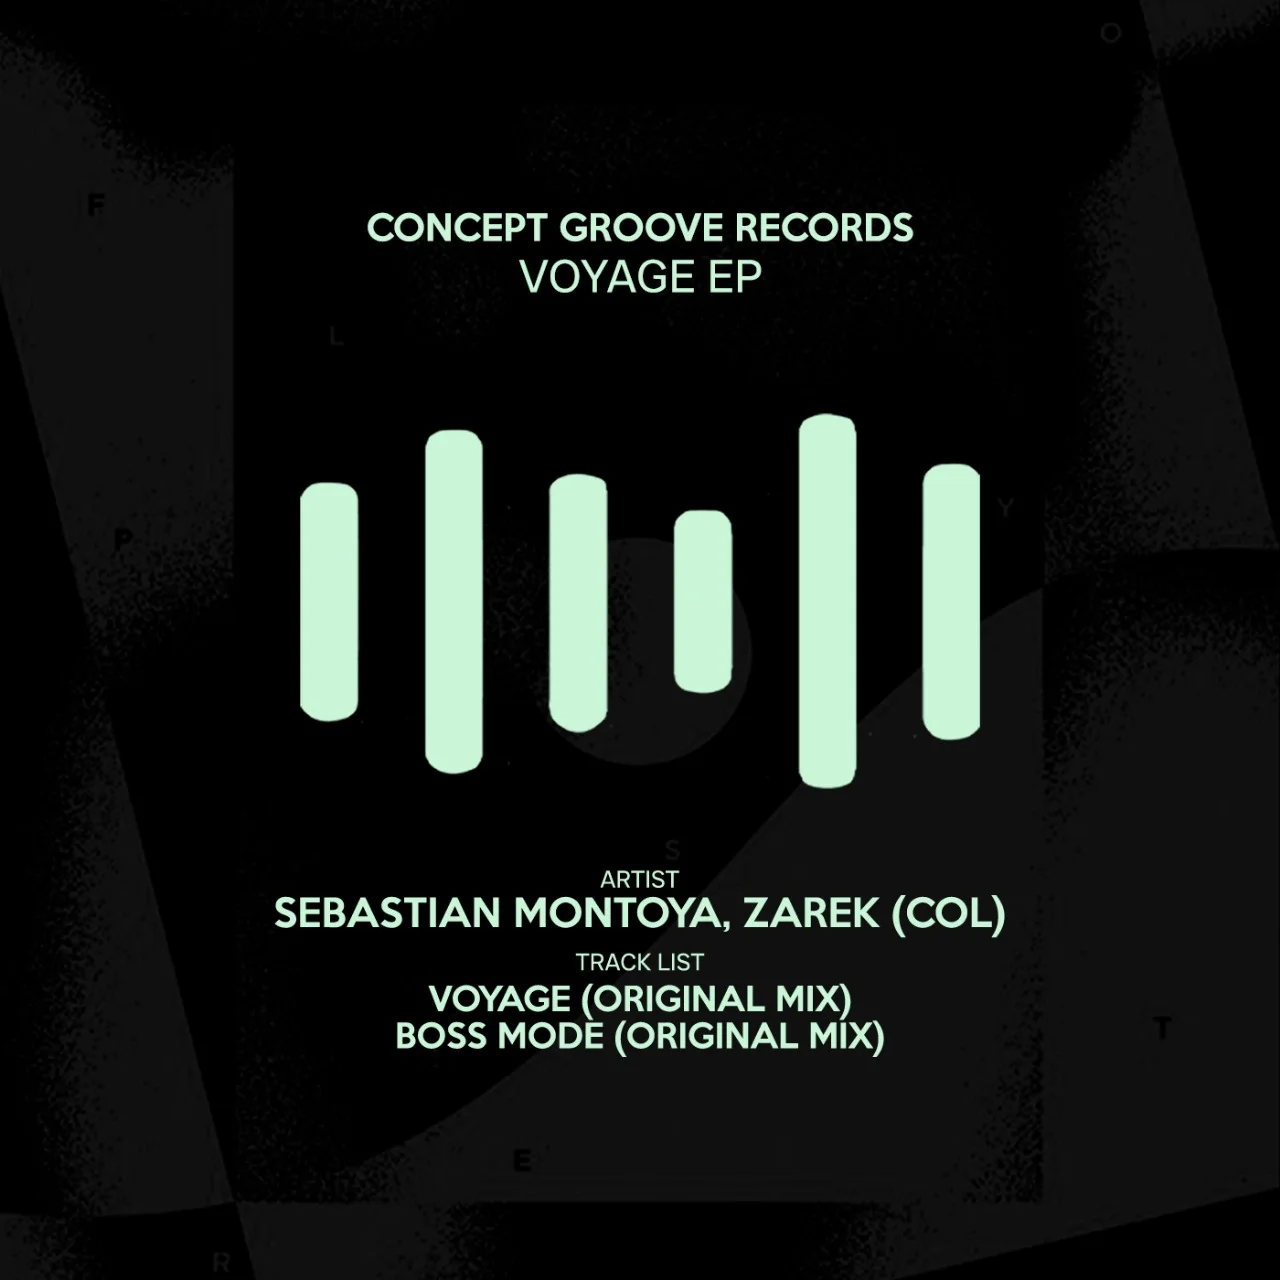 O
F
CONCEPT GROOVE RECORDS
VOYAGE EP
L
Y
P
S
ARTIST
SEBASTIAN MONTOYA, ZAREK (COL)
TRACK LIST
VOYAGE (ORIGINAL MIX)
BOSS MODE (ORIGINAL MIX)
T
E
R